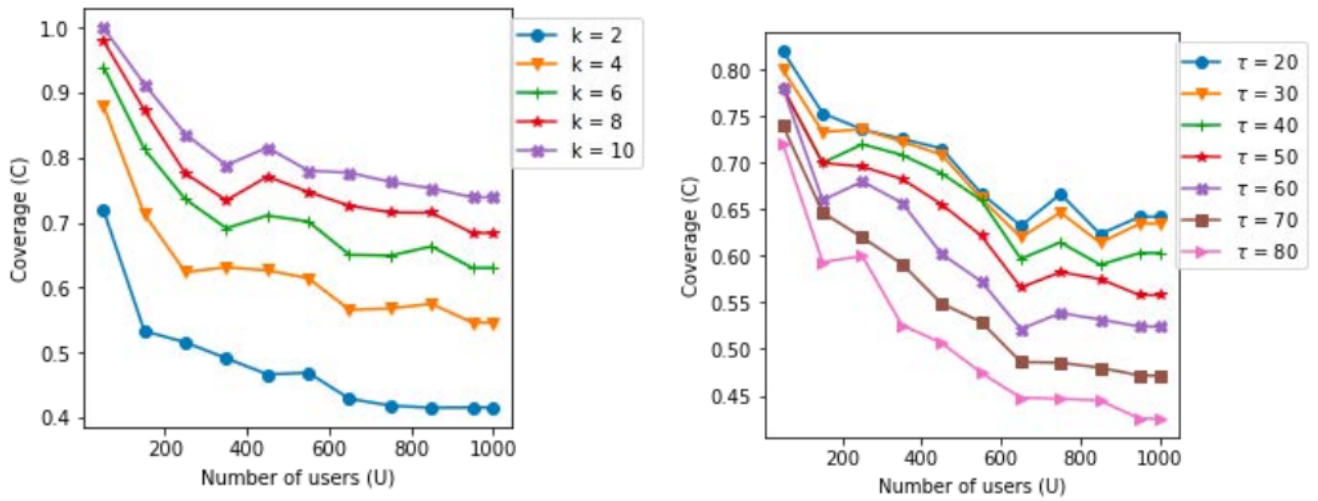 1.0
0.9
0.8
0.7
0.6
0.5
0.4
Coverage (C)
200 400 600 800 1000
Number of users (U)
k = 2
k = 4
k = 6
k = 8
k = 10
0.80
0.75
0.70
0.65
0.60
0.55
0.50
0.45
Coverage (C)
200 400 600 800 1000
Number of users (U)
τ = 20
τ = 30
τ = 40
τ = 50
τ = 60
τ = 70
τ = 80